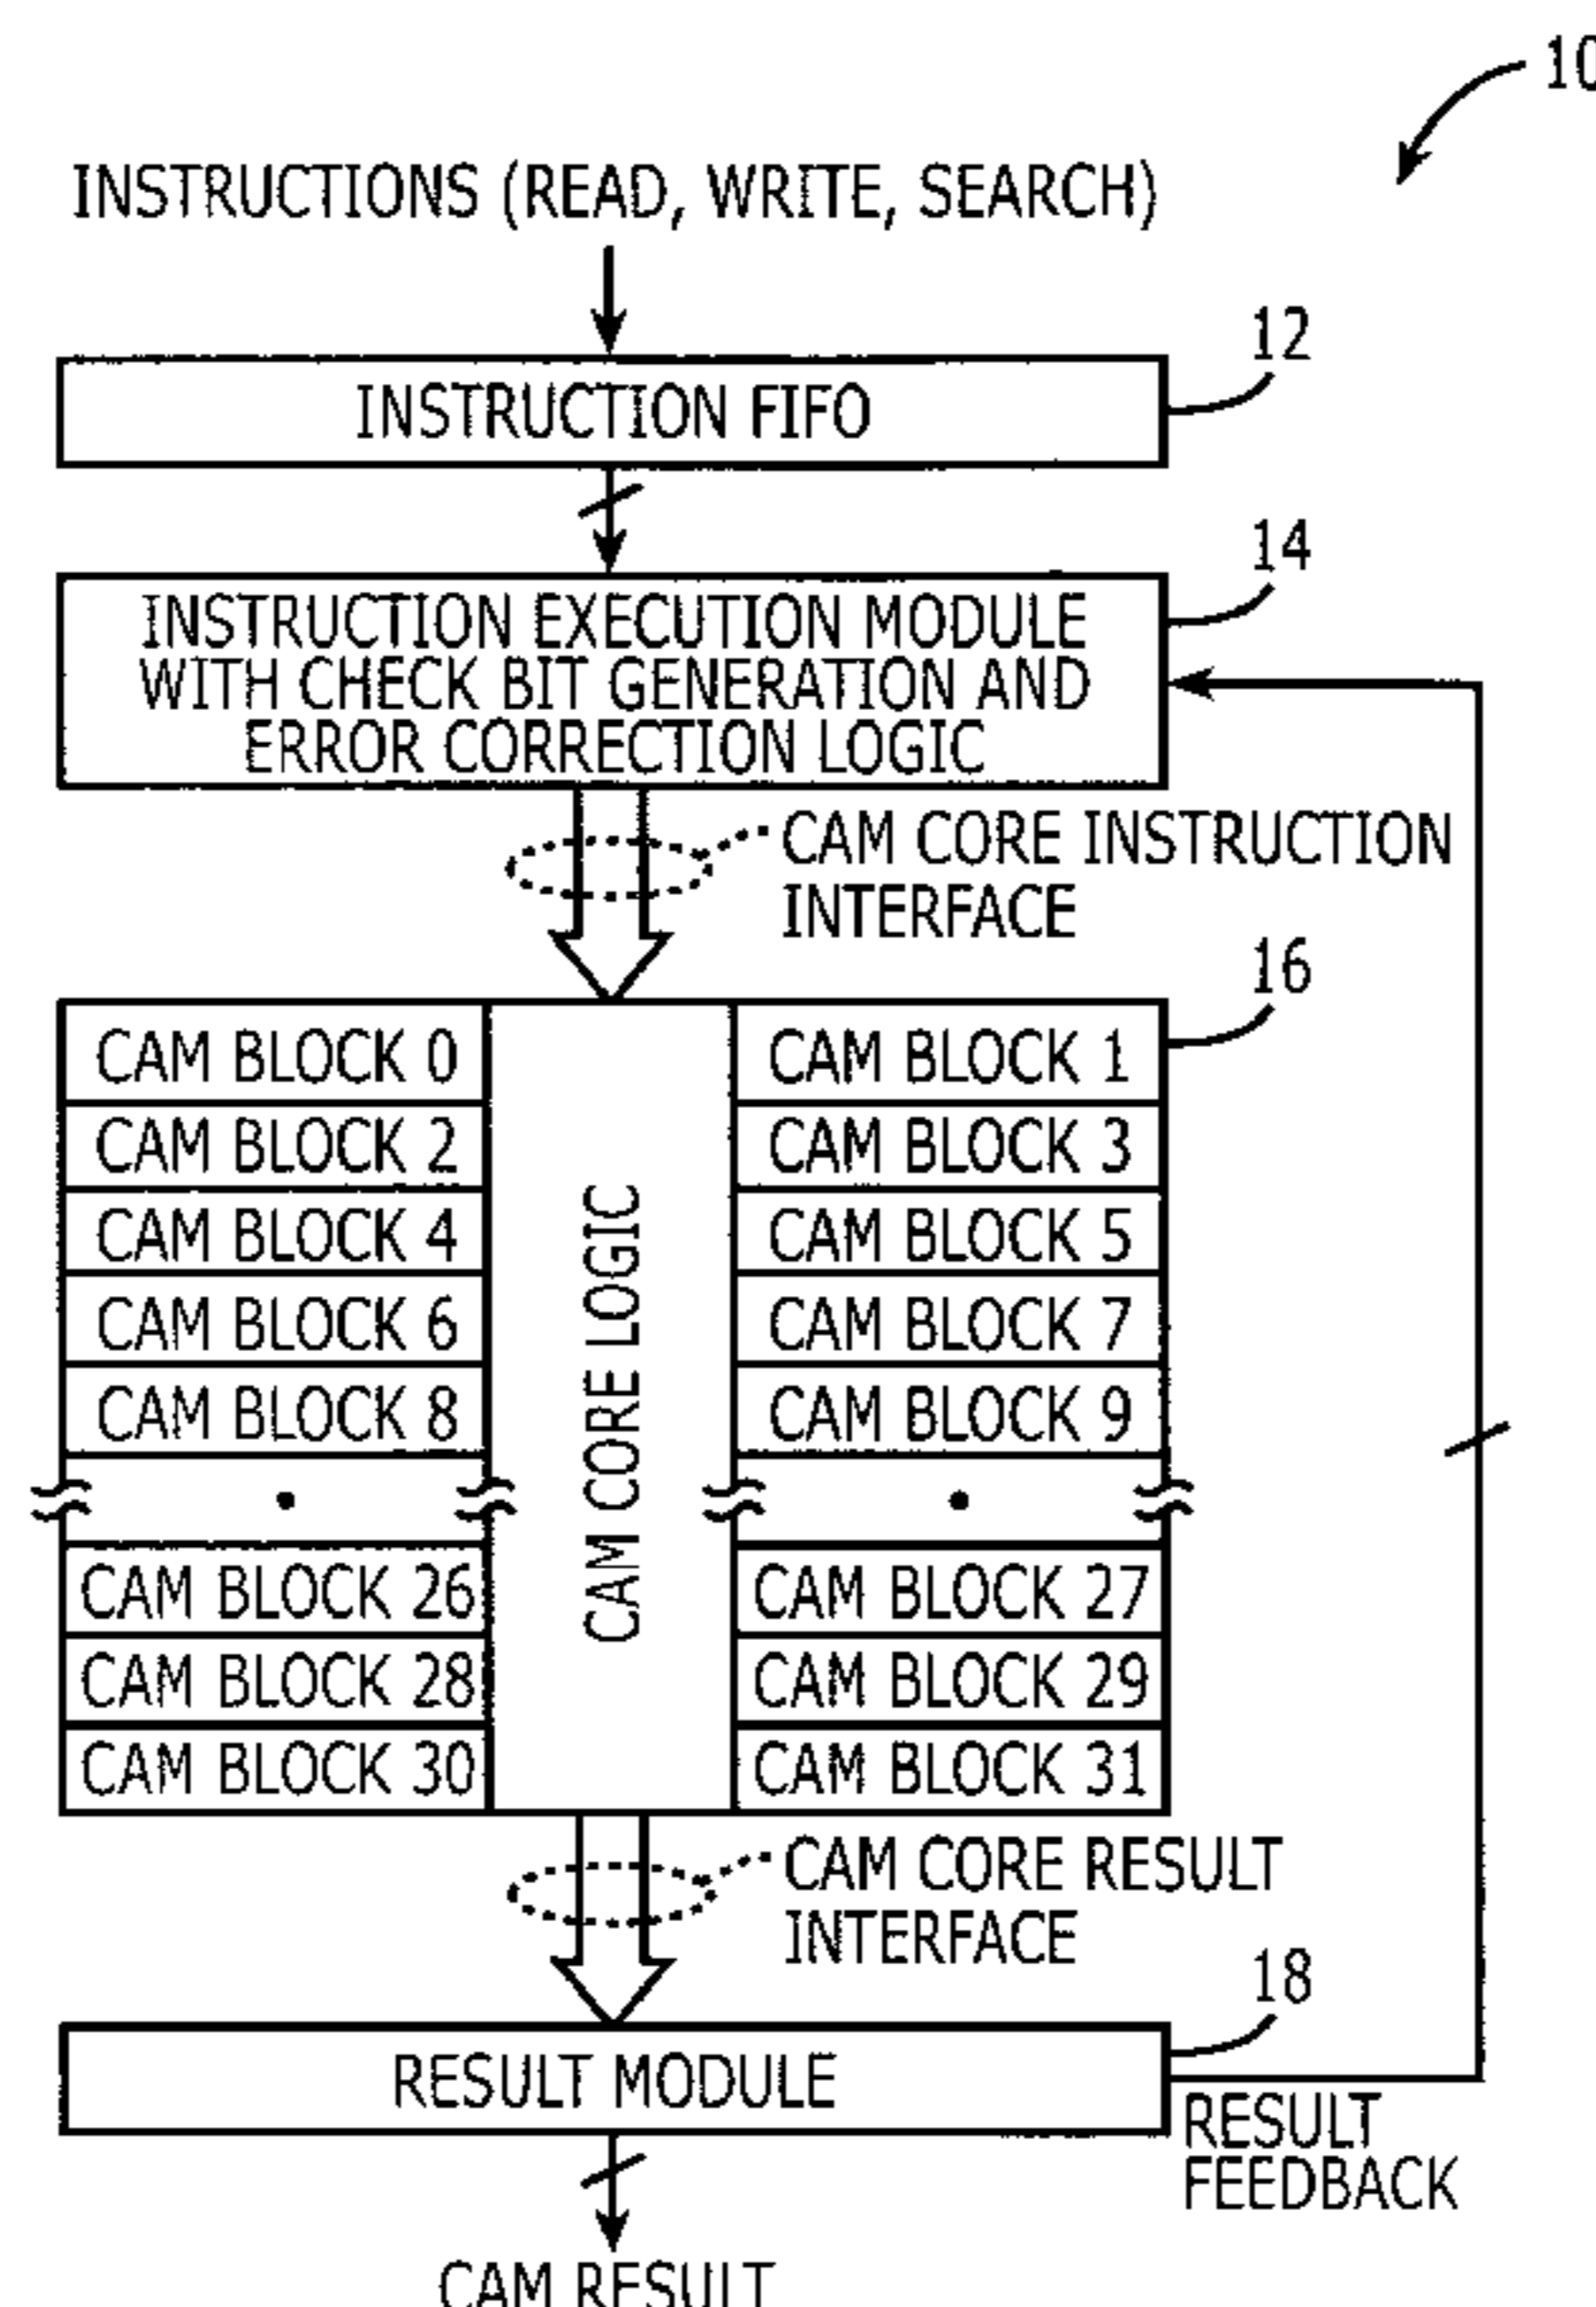 10
INSTRUCTIONS (READ, WRITE, SEARCH)
12
INSTRUCTION FIFO
14
INSTRUCTION EXECUTION MODULE
WITH CHECK BIT GENERATION AND
ERROR CORRECTION LOGIC
CAM CORE INSTRUCTION
INTERFACE
16
CAM BLOCK 0
CAM BLOCK 1
CAM BLOCK 2
CAM BLOCK 3
CAM BLOCK 4
CAM BLOCK 5
CAM BLOCK 6
CAM BLOCK 7
CAM BLOCK 8
CAM BLOCK 9
CAM CORE LOGIC
CAM BLOCK 26
CAM BLOCK 27
CAM BLOCK 28
CAM BLOCK 29
CAM BLOCK 30
CAM BLOCK 31
CAM CORE RESULT
INTERFACE
18
RESULT MODULE
RESULT
FEEDBACK
CAM RESULT